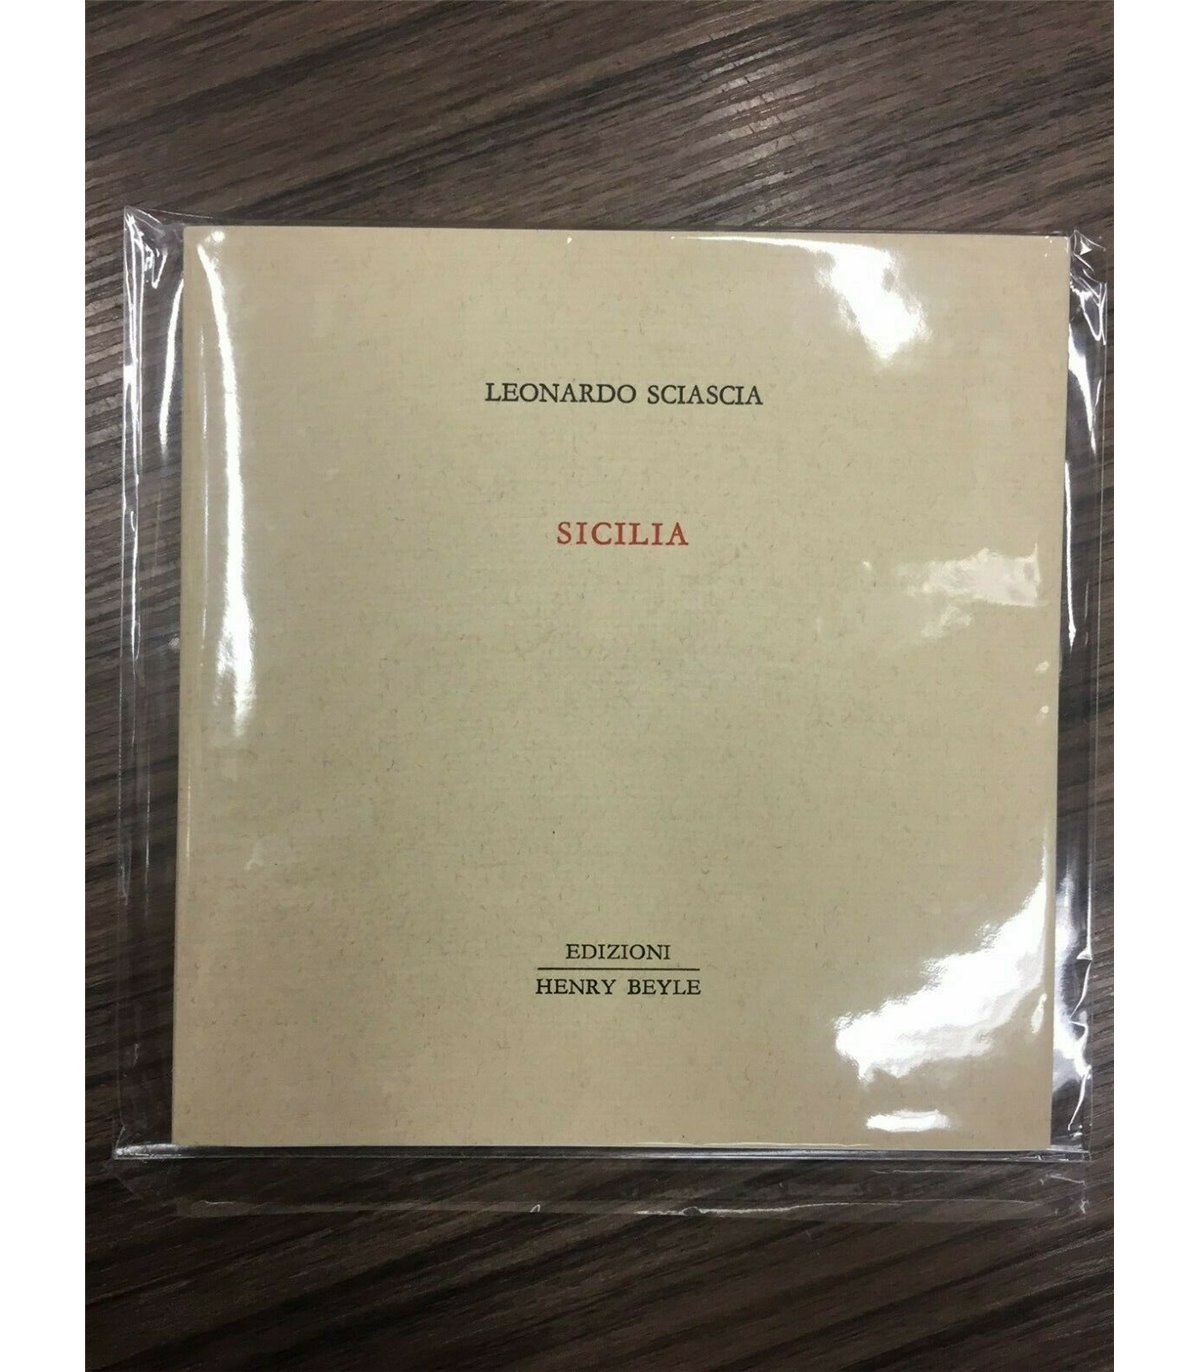 LEONARDO SCIASCIA
SICILIA
EDIZIONI
HENRY BEYLE